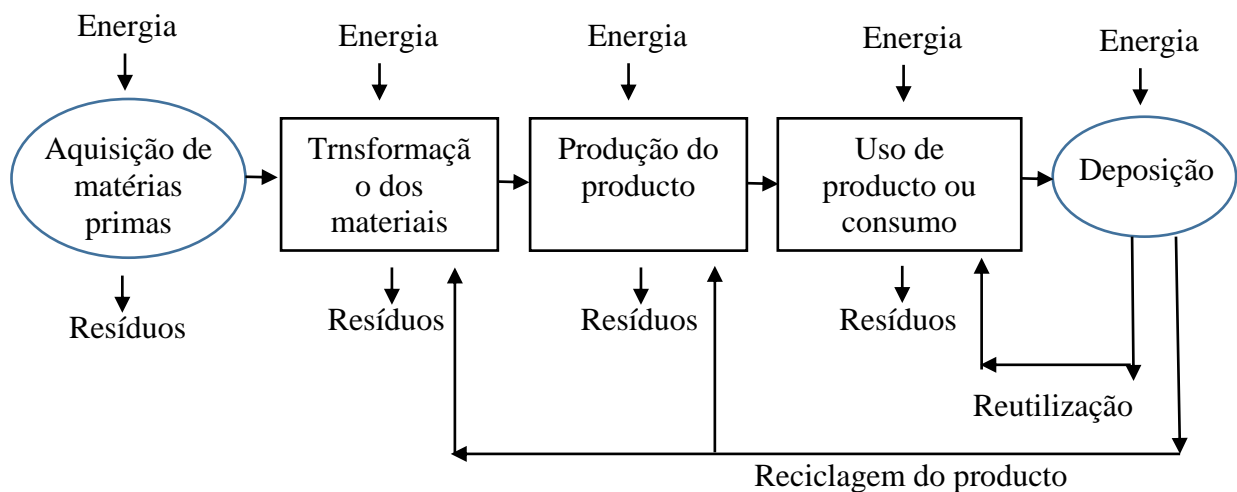 Energia
Energia
Energia
Energia
Energia
Aquisição de
matérias
primas
Trnsformaçã
o dos
materiais
Produção do
producto
Uso de
producto ou
consumo
Deposição
Resíduos
Resíduos
Resíduos
Resíduos
Reutilização
Reciclagem do producto